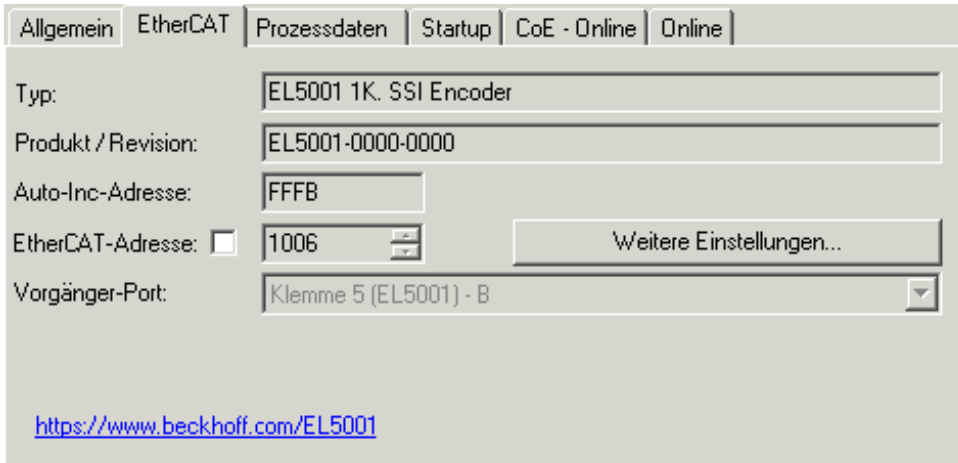 Allgemein EtherCAT Prozessdaten Startup CoE - Online Online
Typ: EL5001 1K. SSI Encoder
Produkt / Revision: EL5001-0000-0000
Auto-Inc-Adresse: FFFB
EtherCAT-Adresse: 1006 Weitere Einstellungen...
Vorgänger-Port: Klemme 5 (EL5001) - B
https://www.beckhoff.com/EL5001